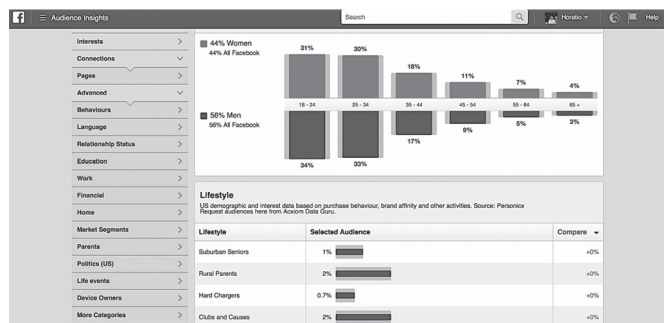 f Audience Insights Search Horatio Help
Interests
Connections
Pages
Advanced
Behaviours
Language
Relationship Status
Education
Work
Financial
Home
Market Segments
Parents
Politics (US)
Life events
Device Owners
More Categories
44% Women
44% All Facebook
31% 30% 18% 11% 7% 4%
18 - 24 25 - 34 35 - 44 45 - 54 55 - 64 65 +
56% Men
56% All Facebook
34% 33% 17% 9% 5% 3%
Lifestyle
US demographic and interest data based on purchase behaviour, brand affinity and other activities. Source: Personicx
Request audiences here from Acxiom Data Guru.
Lifestyle Selected Audience Compare
Suburban Seniors 1% +0%
Rural Parents 2% +0%
Hard Chargers 0.7% +0%
Clubs and Causes 2% +0%